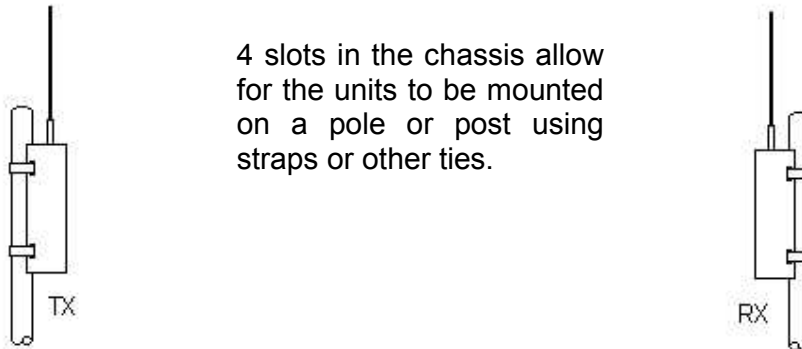 4 slots in the chassis allow
for the units to be mounted
on a pole or post using
straps or other ties.
TX
RX